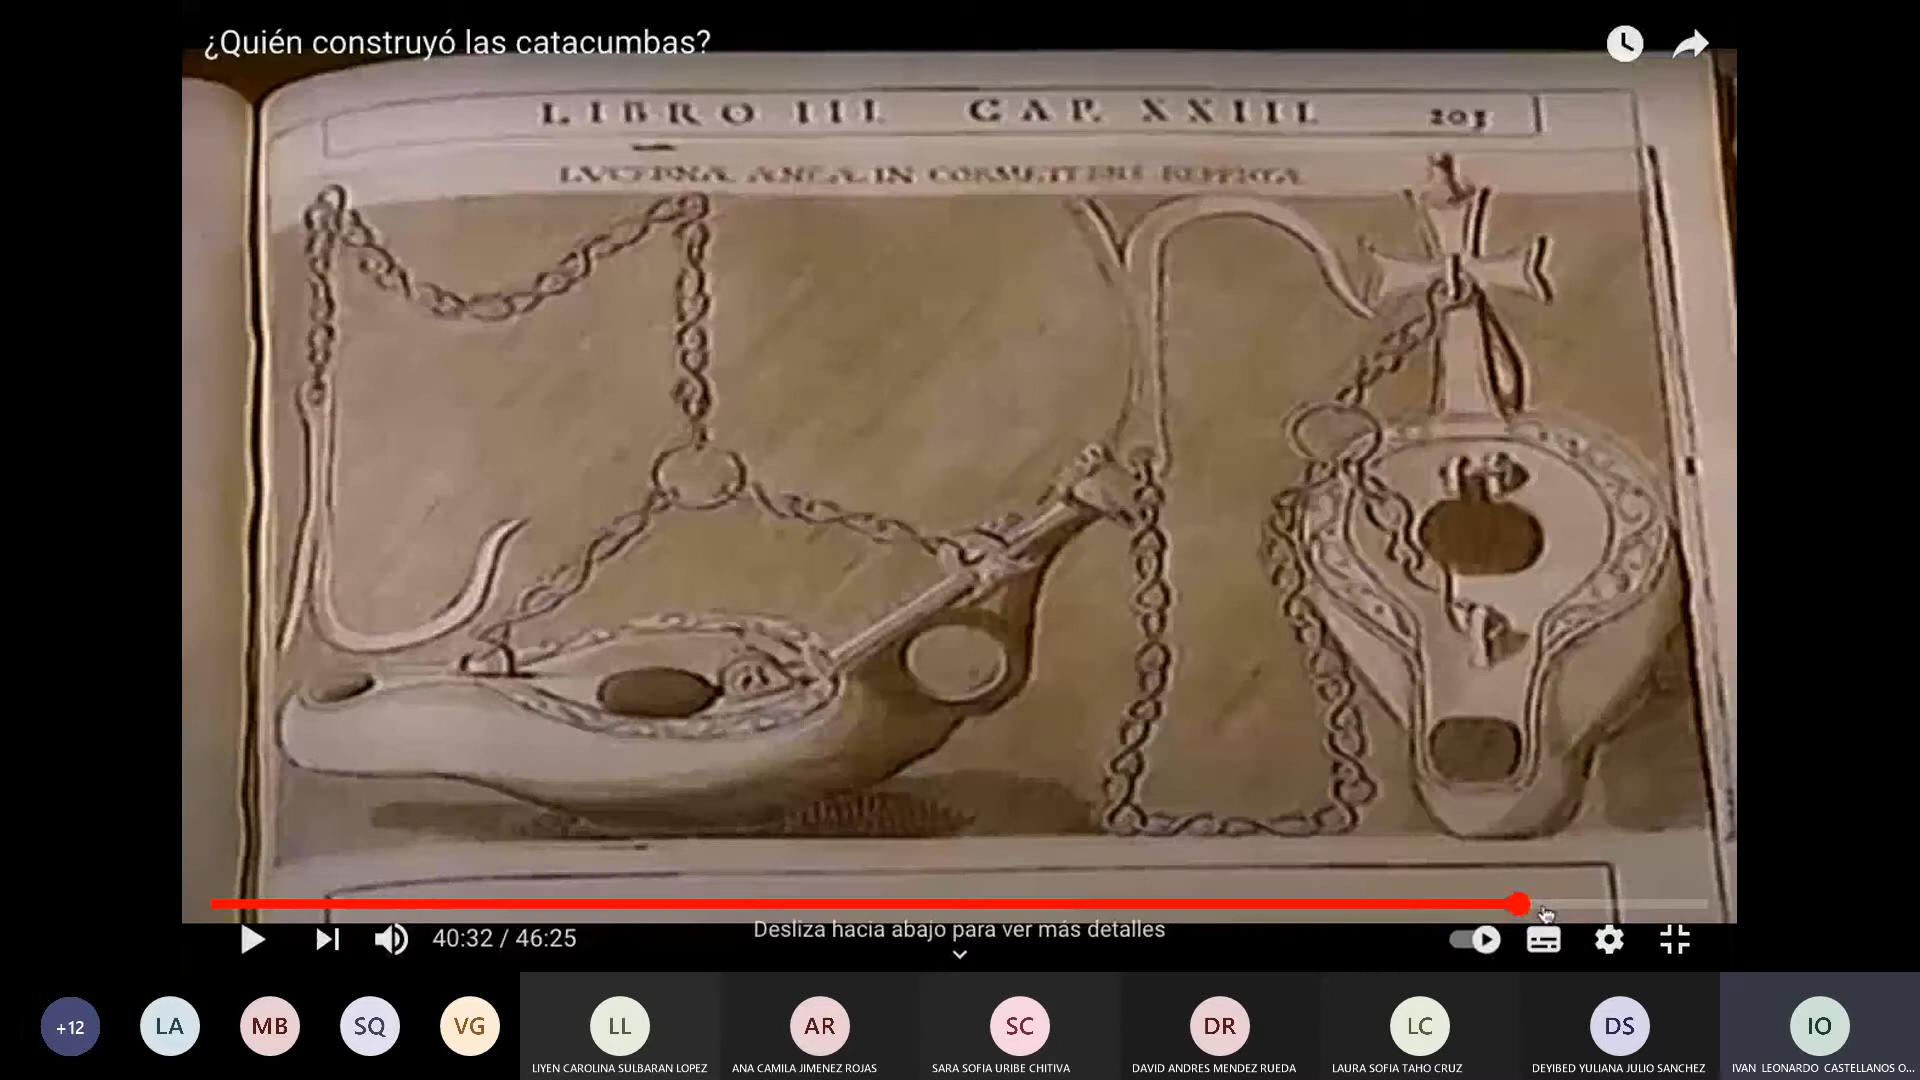 ¿Quién construyó las catacumbas?
LIBRO III. CAP. XXIII. 203
IN
40:32 / 46:25
Desliza hacia abajo para ver más detalles
+12
LA
MB
SQ
VG
LL
AR
SC
DR
LC
DS
IO
LIYEN CAROLINA SULBARAN LOPEZ
ANA CAMILA JIMENEZ ROJAS
SARA SOFIA URIBE CHITIVA
DAVID ANDRES MENDEZ RUEDA
LAURA SOFIA TAHO CRUZ
DEYIBED YULIANA JULIO SANCHEZ
IVAN LEONARDO CASTELLANOS O...